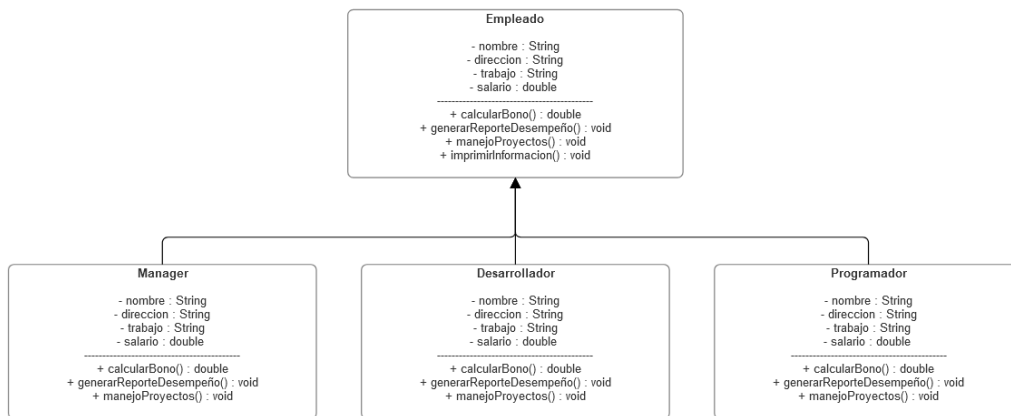 Empleado
- nombre : String
- direccion : String
- trabajo : String
- salario : double
-------------------------------------------
+ calcularBono() : double
+ generarReporteDesempeño() : void
+ manejoProyectos() : void
+ imprimirInformacion() : void
Manager
- nombre : String
- direccion : String
- trabajo : String
- salario : double
-------------------------------------------
+ calcularBono() : double
+ generarReporteDesempeño() : void
+ manejoProyectos() : void
Desarrollador
- nombre : String
- direccion : String
- trabajo : String
- salario : double
-------------------------------------------
+ calcularBono() : double
+ generarReporteDesempeño() : void
+ manejoProyectos() : void
Programador
- nombre : String
- direccion : String
- trabajo : String
- salario : double
-------------------------------------------
+ calcularBono() : double
+ generarReporteDesempeño() : void
+ manejoProyectos() : void